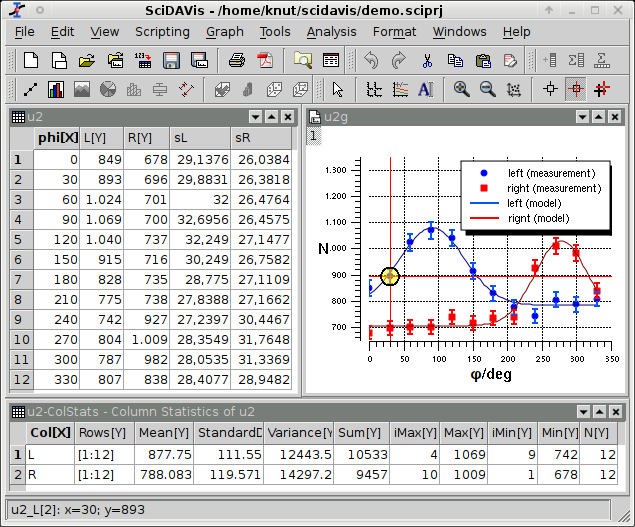 SciDAVis - /home/knut/scidavis/demo.sciprj
File Edit View Scripting Graph Tools Analysis Format Windows Help
u2
phi[X] L[Y] R[Y] sL sR
1 0 849 678 29,1376 26,0384
2 30 893 696 29,8831 26,3818
3 60 1.024 701 32 26,4764
4 90 1.069 700 32,6956 26,4575
5 120 1.040 737 32,249 27,1477
6 150 915 716 30,249 26,7582
7 180 828 735 28,775 27,1109
8 210 775 738 27,8388 27,1662
9 240 742 927 27,2397 30,4467
10 270 804 1.009 28,3549 31,7648
11 300 787 982 28,0535 31,3369
12 330 807 838 28,4077 28,9482
u2g
1
left (measurement)
right (measurement)
left (model)
right (model)
1.300
1.100
1.000
900
800
700
N
0 50 100 150 200 250 300 350
φ/deg
u2-ColStats - Column Statistics of u2
Col[X] Rows[Y] Mean[Y] StandardD Variance[Y] Sum[Y] iMax[Y] Max[Y] iMin[Y] Min[Y] N[Y]
1 L [1:12] 877.75 111.55 12443.5 10533 4 1069 9 742 12
2 R [1:12] 788.083 119.571 14297.2 9457 10 1009 1 678 12
u2_L[2]: x=30; y=893